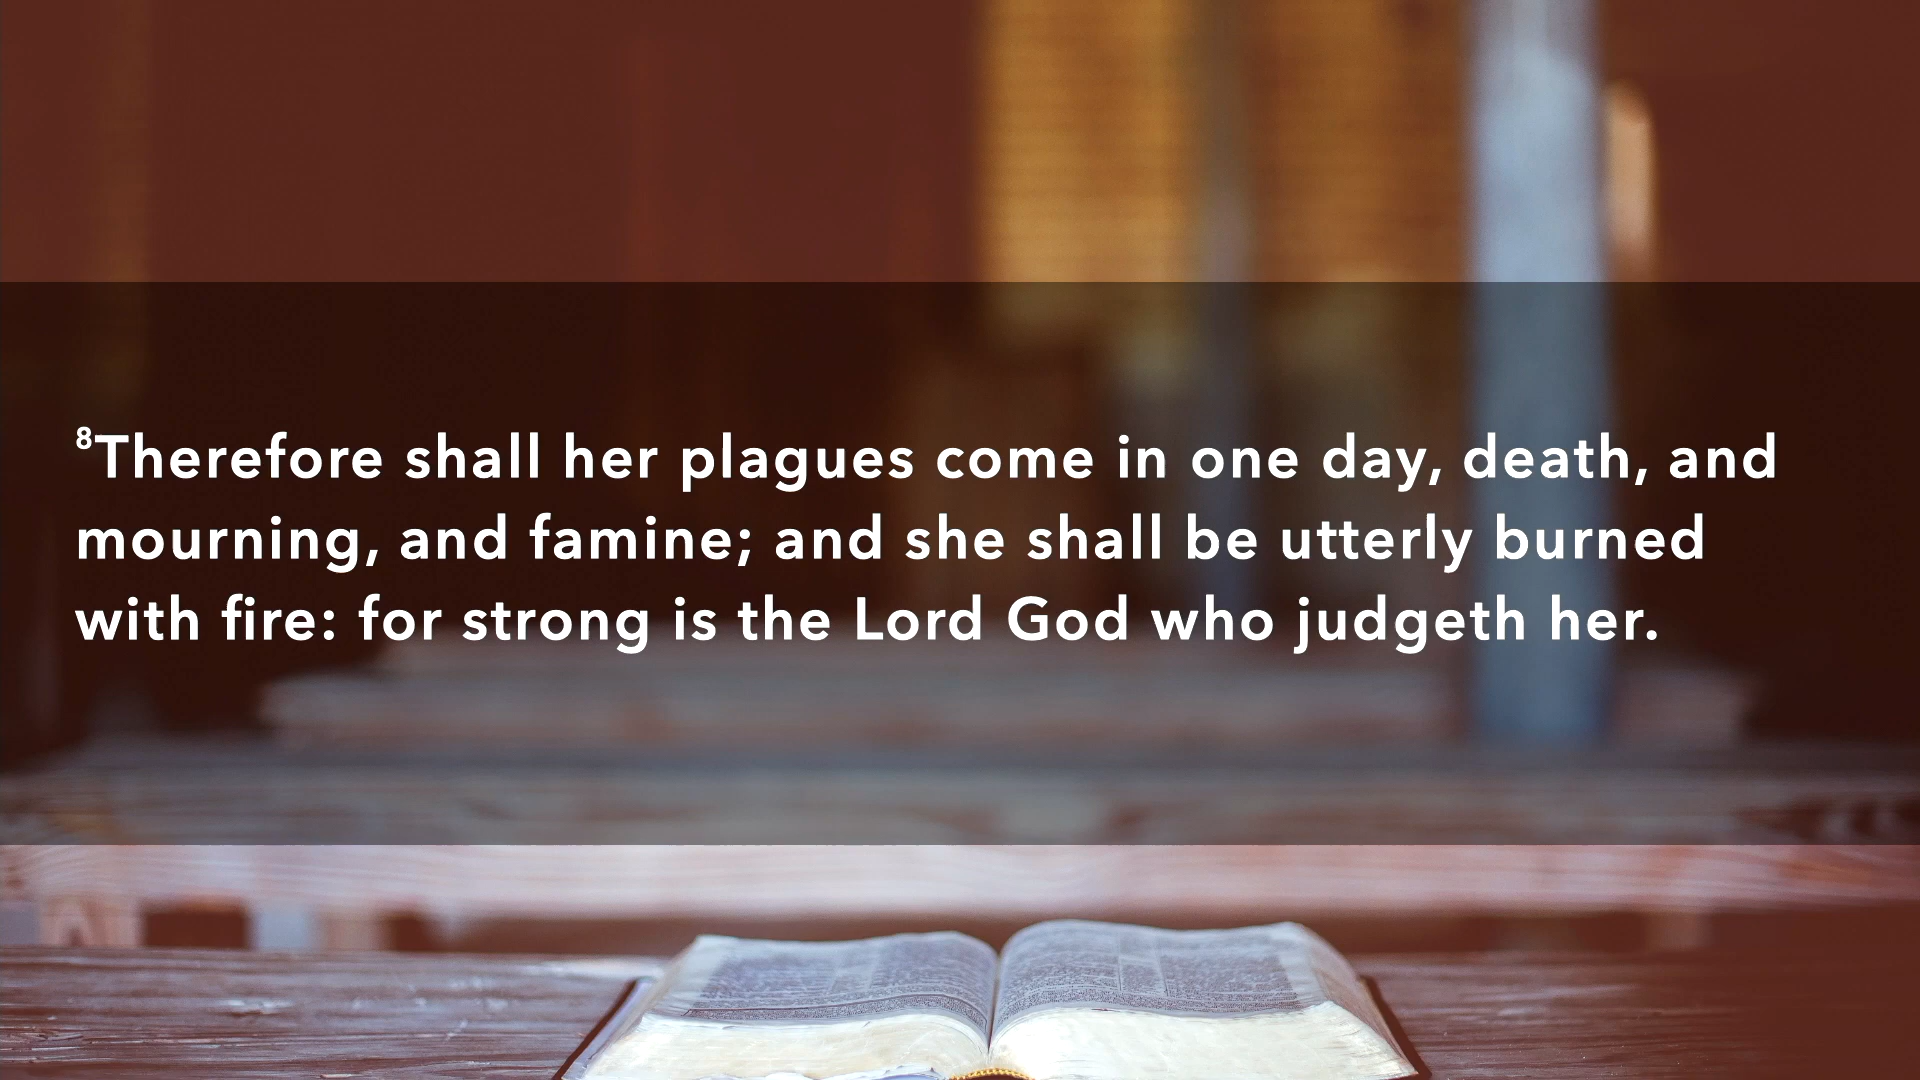 ⁸Therefore shall her plagues come in one day, death, and
mourning, and famine; and she shall be utterly burned
with fire: for strong is the Lord God who judgeth her.